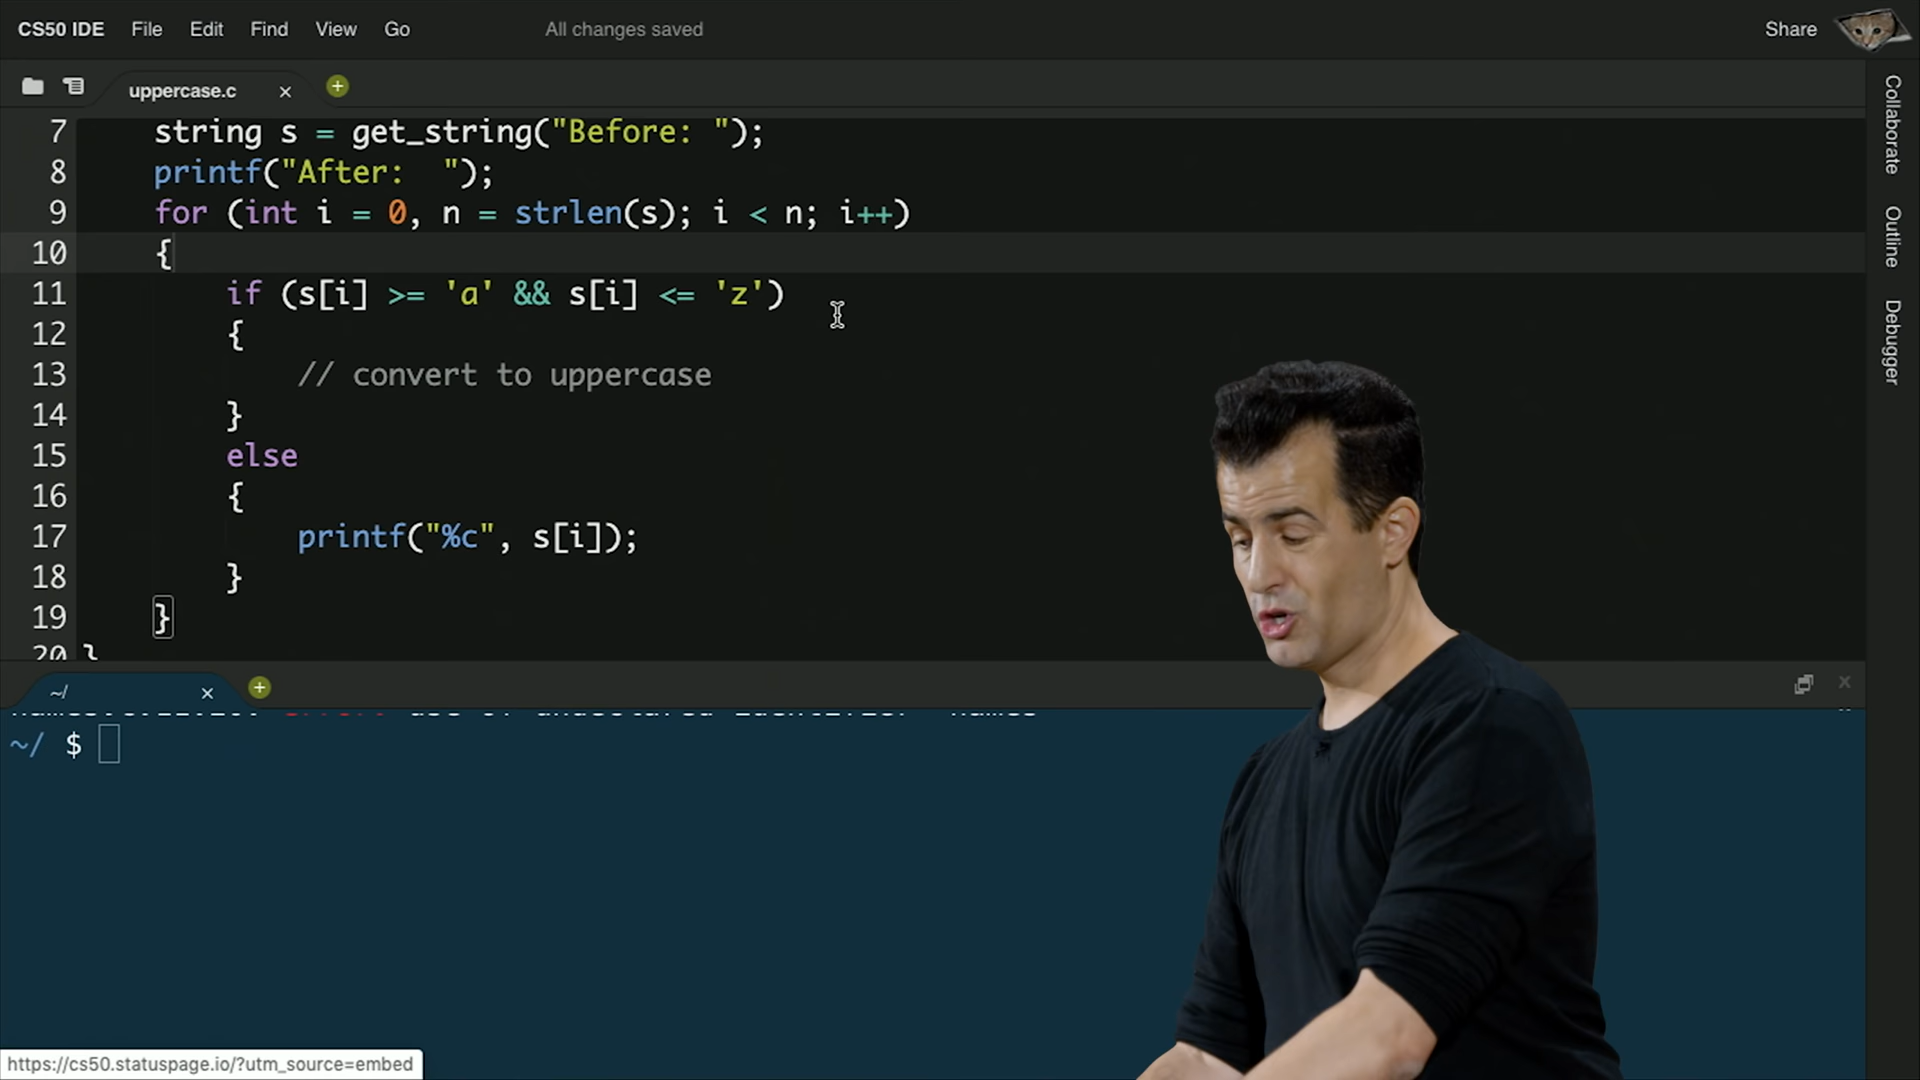 CS50 IDE File Edit Find View Go All changes saved Share
uppercase.c
7 string s = get_string("Before: ");
8 printf("After:  ");
9 for (int i = 0, n = strlen(s); i < n; i++)
10 {
11 if (s[i] >= 'a' && s[i] <= 'z')
12 {
13 // convert to uppercase
14 }
15 else
16 {
17 printf("%c", s[i]);
18 }
19 }
20 }
Collaborate
Outline
Debugger
~/
~/ $
https://cs50.statuspage.io/?utm_source=embed